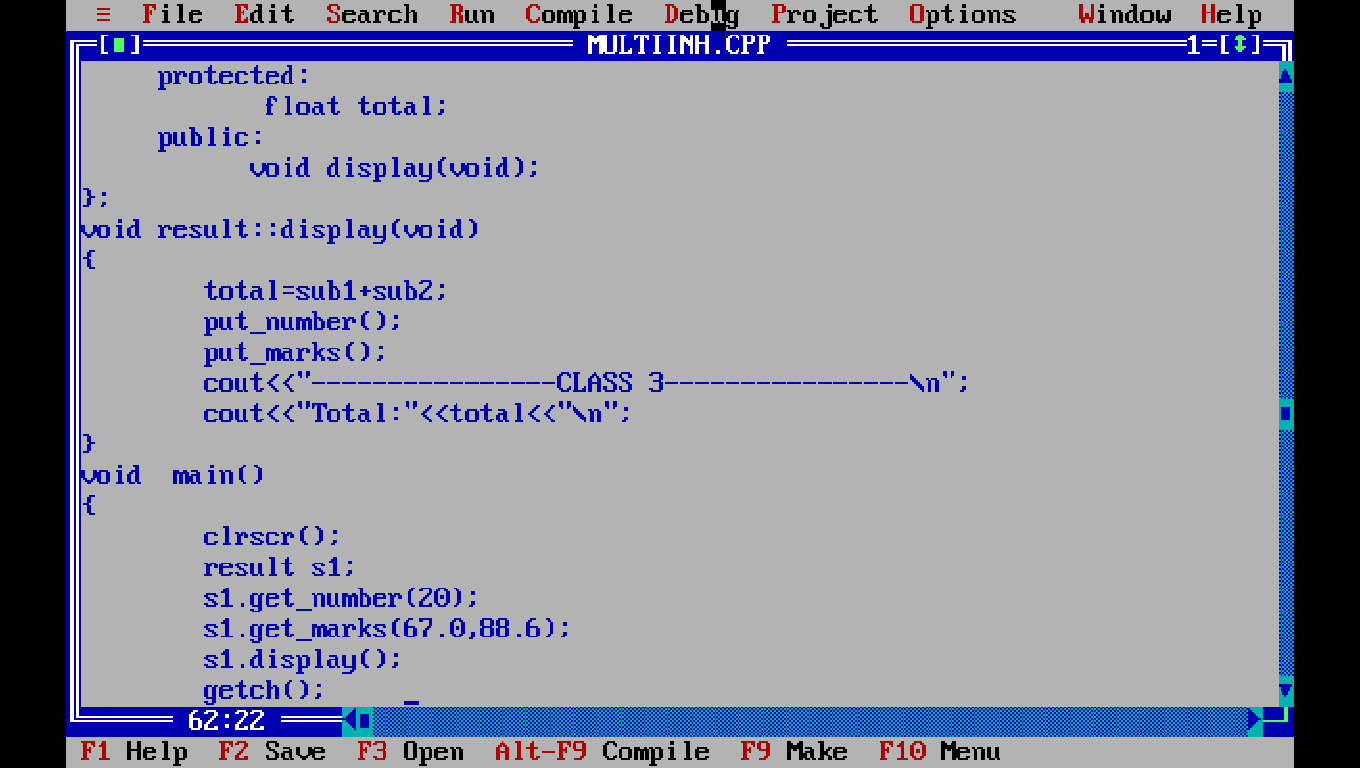 ≡ File Edit Search Run Compile Debug Project Options Window Help
[■] MULTIINH.CPP 1=[↕]
protected:
float total;
public:
void display(void);
};
void result::display(void)
{
total=sub1+sub2;
put_number();
put_marks();
cout<<"----------------CLASS 3----------------\n";
cout<<"Total:"<<total<<"\n";
}
void  main()
{
clrscr();
result s1;
s1.get_number(20);
s1.get_marks(67.0,88.6);
s1.display();
getch();
62:22
F1 Help F2 Save F3 Open Alt-F9 Compile F9 Make F10 Menu